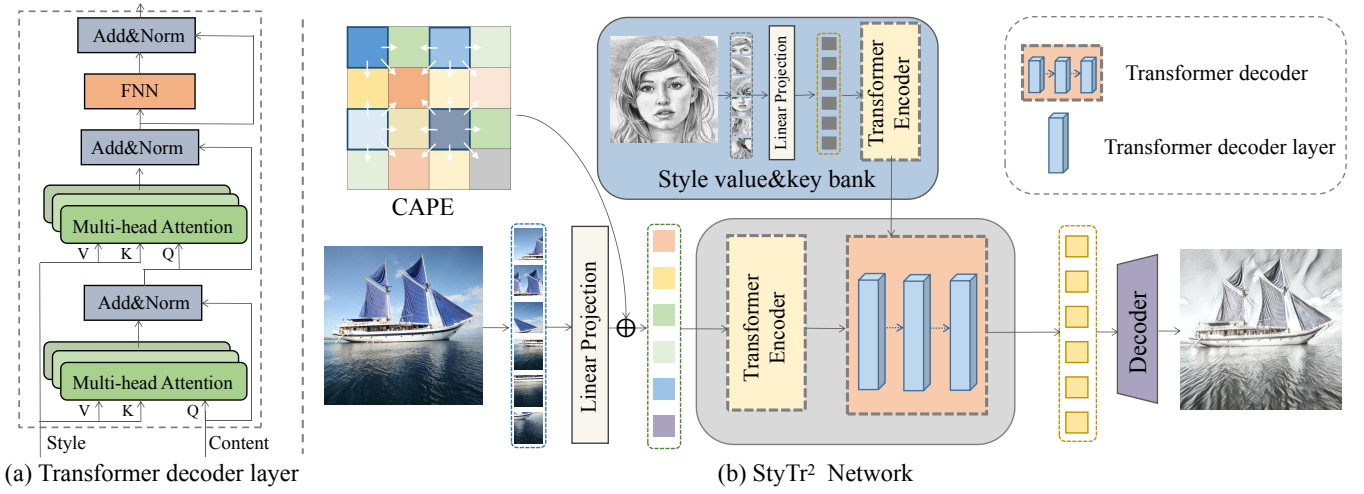 Add&Norm
FNN
Add&Norm
Multi-head Attention
V K Q
Add&Norm
Multi-head Attention
V K Q
Style Content
(a) Transformer decoder layer
CAPE
Linear Projection
Transformer
Encoder
Style value&key bank
Transformer decoder
Transformer decoder layer
Linear Projection
Transformer
Encoder
Decoder
(b) StyTr² Network